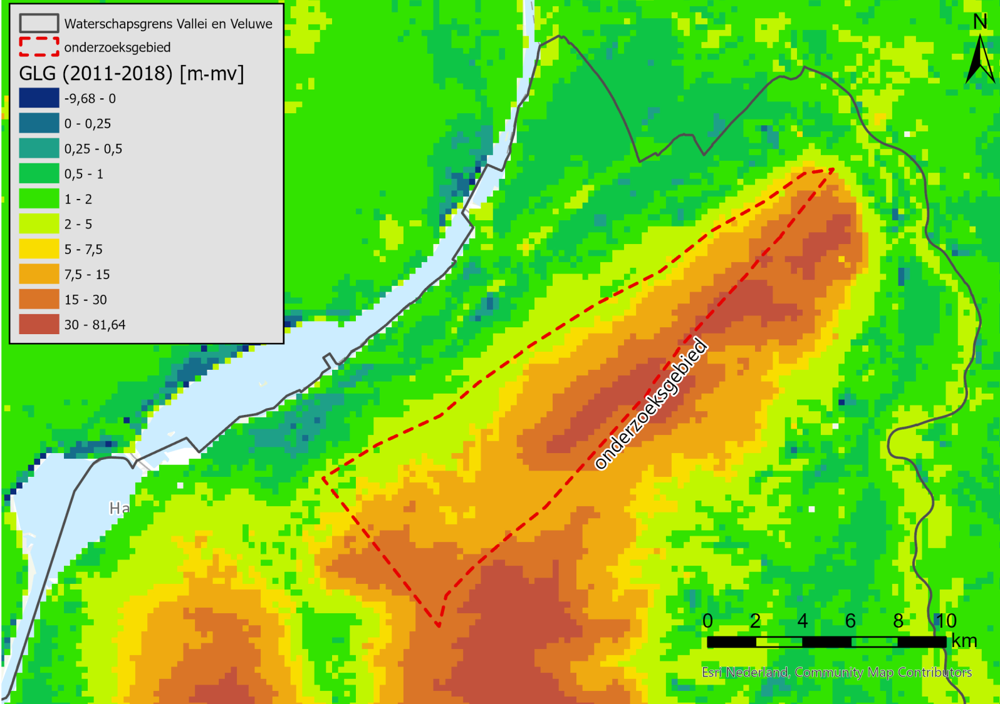 Waterschapsgrens Vallei en Veluwe
onderzoeksgebied
GLG (2011-2018) [m-mv]
-9,68 - 0
0 - 0,25
0,25 - 0,5
0,5 - 1
1 - 2
2 - 5
5 - 7,5
7,5 - 15
15 - 30
30 - 81,64
N
onderzoeksgebied
Ha
0 2 4 6 8 10
km
Esri Nederland, Community Map Contributors